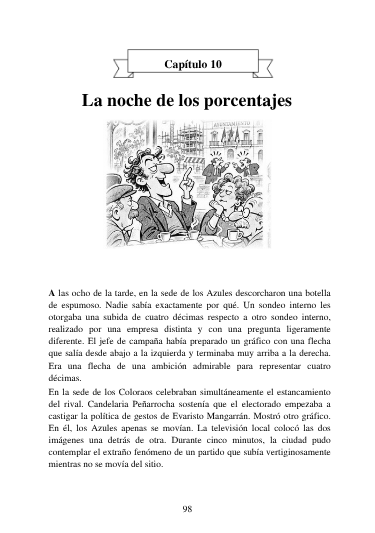 Capítulo 10
La noche de los porcentajes
AYUNTAMIENTO
A las ocho de la tarde, en la sede de los Azules descorcharon una botella
de espumoso. Nadie sabía exactamente por qué. Un sondeo interno les
otorgaba una subida de cuatro décimas respecto a otro sondeo interno,
realizado por una empresa distinta y con una pregunta ligeramente
diferente. El jefe de campaña había preparado un gráfico con una flecha
que salía desde abajo a la izquierda y terminaba muy arriba a la derecha.
Era una flecha de una ambición admirable para representar cuatro
décimas.
En la sede de los Coloraos celebraban simultáneamente el estancamiento
del rival. Candelaria Peñarrocha sostenía que el electorado empezaba a
castigar la política de gestos de Evaristo Mangarrán. Mostró otro gráfico.
En él, los Azules apenas se movían. La televisión local colocó las dos
imágenes una detrás de otra. Durante cinco minutos, la ciudad pudo
contemplar el extraño fenómeno de un partido que subía vertiginosamente
mientras no se movía del sitio.
98